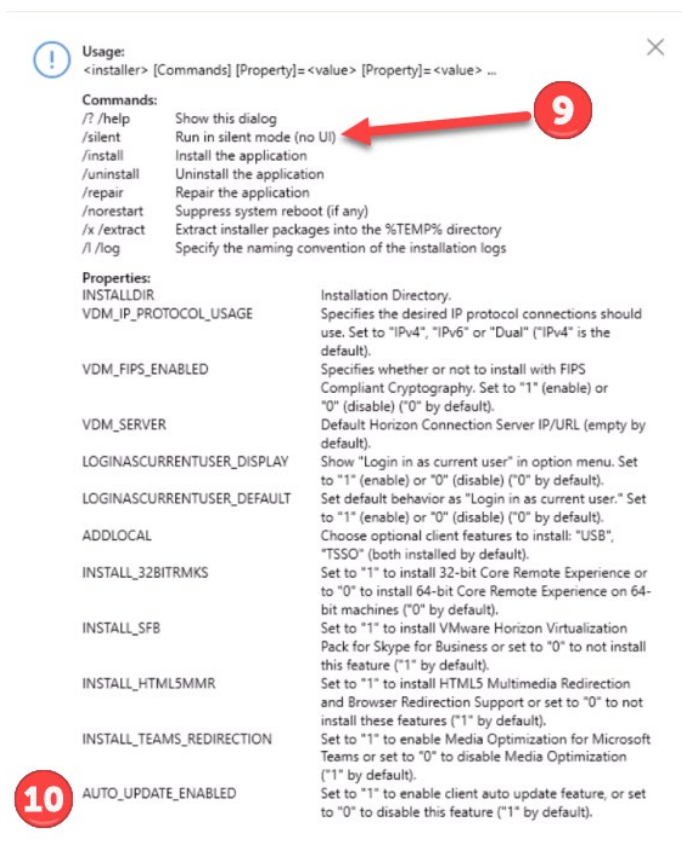 Usage:
<installer> [Commands] [Property]=<value> [Property]=<value> ...
Commands:
/? /help Show this dialog
/silent Run in silent mode (no UI)
9
/install Install the application
/uninstall Uninstall the application
/repair Repair the application
/norestart Suppress system reboot (if any)
/x /extract Extract installer packages into the %TEMP% directory
/l /log Specify the naming convention of the installation logs
Properties:
INSTALLDIR Installation Directory.
VDM_IP_PROTOCOL_USAGE Specifies the desired IP protocol connections should
use. Set to "IPv4", "IPv6" or "Dual" ("IPv4" is the
default).
VDM_FIPS_ENABLED Specifies whether or not to install with FIPS
Compliant Cryptography. Set to "1" (enable) or
"0" (disable) ("0" by default).
VDM_SERVER Default Horizon Connection Server IP/URL (empty by
default).
LOGINASCURRENTUSER_DISPLAY Show "Login in as current user" in option menu. Set
to "1" (enable) or "0" (disable) ("0" by default).
LOGINASCURRENTUSER_DEFAULT Set default behavior as "Login in as current user." Set
to "1" (enable) or "0" (disable) ("0" by default).
ADDLOCAL Choose optional client features to install: "USB",
"TSSO" (both installed by default).
INSTALL_32BITRMKS Set to "1" to install 32-bit Core Remote Experience or
to "0" to install 64-bit Core Remote Experience on 64-
bit machines ("0" by default).
INSTALL_SFB Set to "1" to install VMware Horizon Virtualization
Pack for Skype for Business or set to "0" to not install
this feature ("1" by default).
INSTALL_HTML5MMR Set to "1" to install HTML5 Multimedia Redirection
and Browser Redirection Support or set to "0" to not
install these features ("1" by default).
INSTALL_TEAMS_REDIRECTION Set to "1" to enable Media Optimization for Microsoft
Teams or set to "0" to disable Media Optimization
("1" by default).
10 AUTO_UPDATE_ENABLED Set to "1" to enable client auto update feature, or set
to "0" to disable this feature ("1" by default).